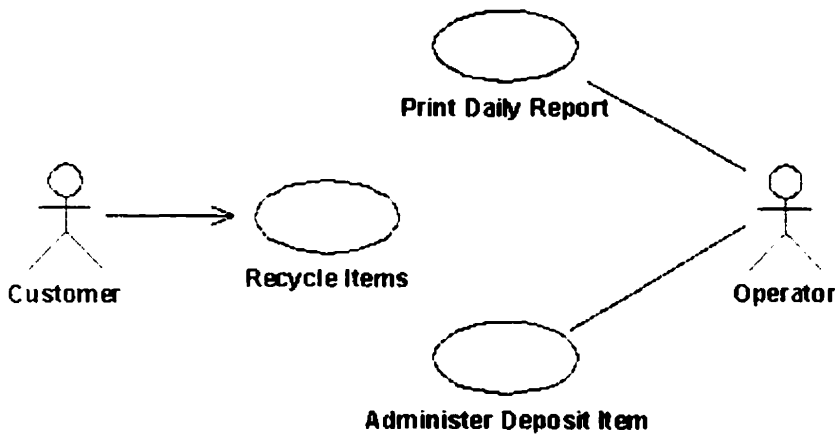 Print Daily Report
Customer
Recycle Items
Operator
Administer Deposit Item